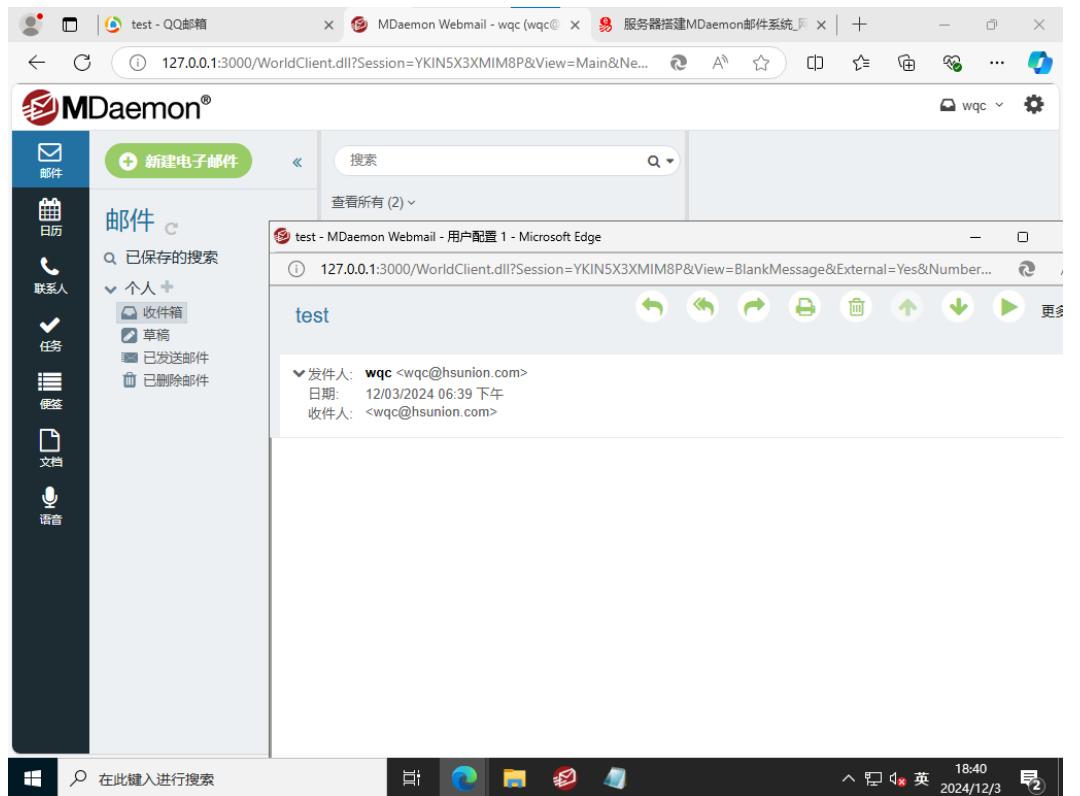 test - QQ邮箱
MDaemon Webmail - wqc (wqc@
服务器搭建MDaemon邮件系统_
127.0.0.1:3000/WorldClient.dll?Session=YKIN5X3XMIM8P&View=Main&Ne...
MDaemon®
wqc
邮件
日历
联系人
任务
便签
文档
语音
新建电子邮件
«
搜索
查看所有 (2)
邮件
已保存的搜索
个人
收件箱
草稿
已发送邮件
已删除邮件
test - MDaemon Webmail - 用户配置 1 - Microsoft Edge
127.0.0.1:3000/WorldClient.dll?Session=YKIN5X3XMIM8P&View=BlankMessage&External=Yes&Number...
test
更多
发件人: wqc <wqc@hsunion.com>
日期: 12/03/2024 06:39 下午
收件人: <wqc@hsunion.com>
在此键入进行搜索
英
18:40
2024/12/3
2